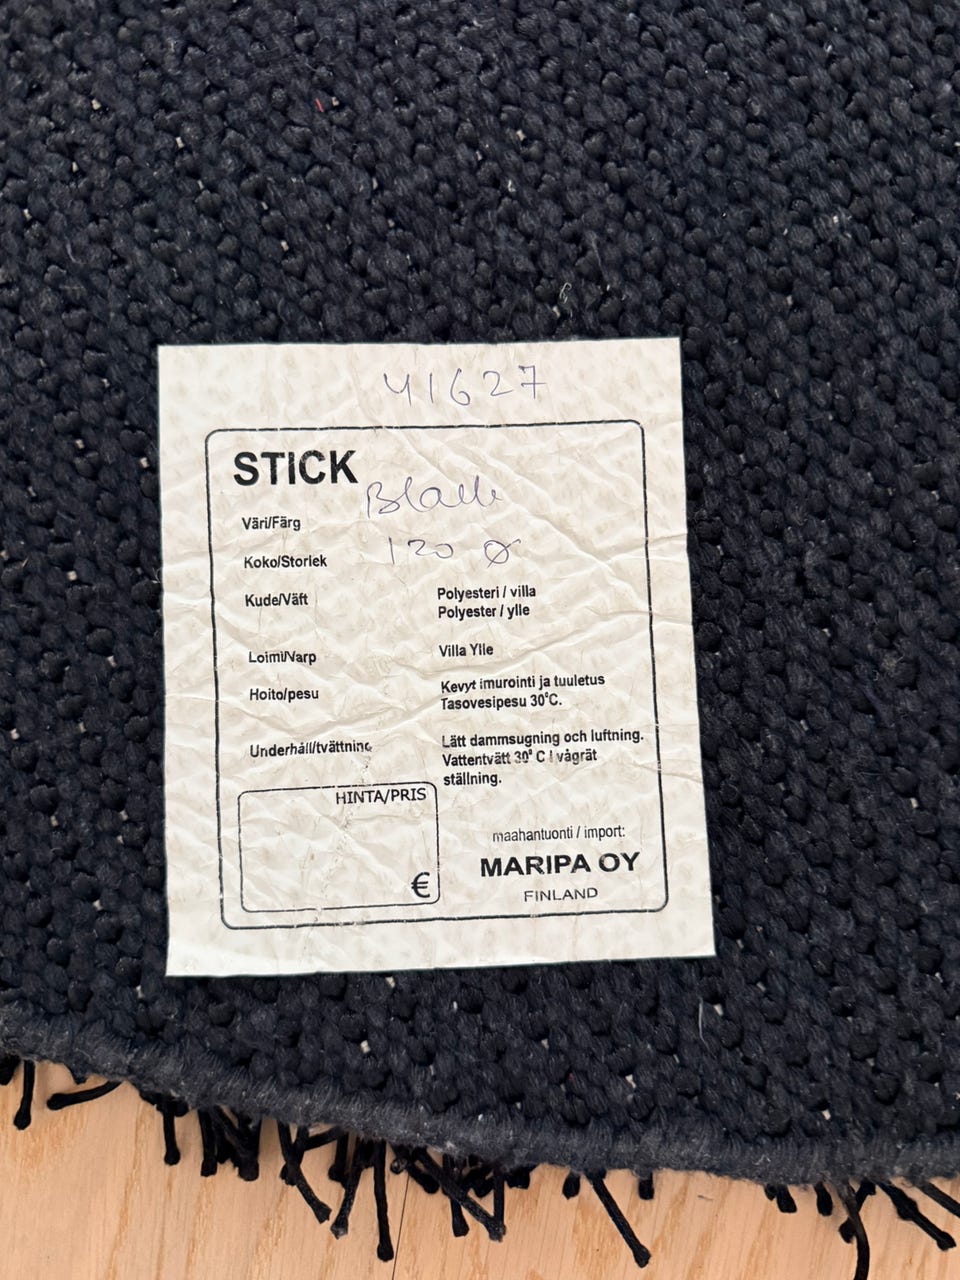 41627
STICK
Väri/Färg Black
Koko/Storlek 120 Ø
Kude/Väft Polyesteri / villa
Polyester / ylle
Loimi/Varp Villa Ylle
Hoito/pesu Kevyt imurointi ja tuuletus
Tasovesipesu 30°C.
Underhåll/tvättning Lätt dammsugning och luftning.
Vattentvätt 30° C i vågrät
ställning.
HINTA/PRIS
€
maahantuonti / import:
MARIPA OY
FINLAND